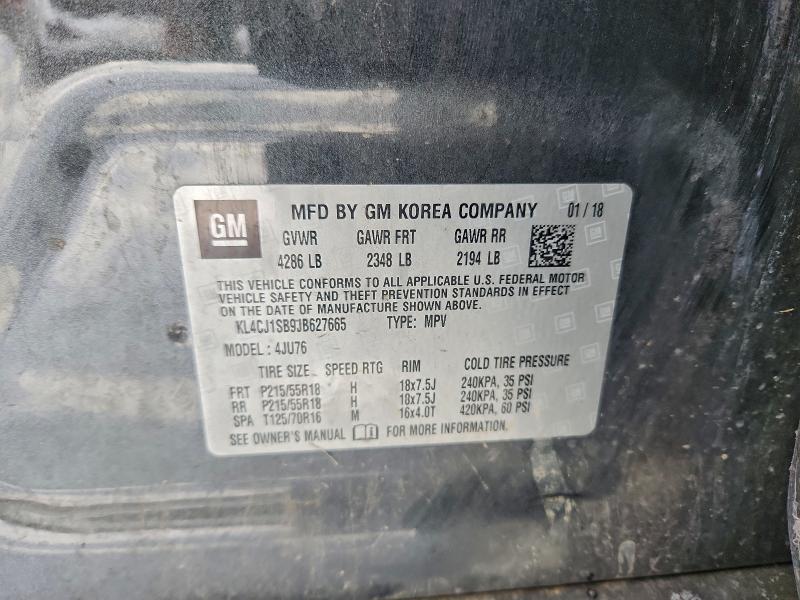 GM MFD BY GM KOREA COMPANY 01 / 18
GVWR GAWR FRT GAWR RR
4286 LB 2348 LB 2194 LB
THIS VEHICLE CONFORMS TO ALL APPLICABLE U.S. FEDERAL MOTOR
VEHICLE SAFETY AND THEFT PREVENTION STANDARDS IN EFFECT
ON THE DATE OF MANUFACTURE SHOWN ABOVE.
KL4CJ1SB9JB627665 TYPE: MPV
MODEL: 4JU76
TIRE SIZE SPEED RTG RIM COLD TIRE PRESSURE
FRT P215/55R18 H 18x7.5J 240KPA, 35 PSI
RR P215/55R18 H 18x7.5J 240KPA, 35 PSI
SPA T125/70R16 M 16x4.0T 420KPA, 60 PSI
SEE OWNER'S MANUAL FOR MORE INFORMATION.